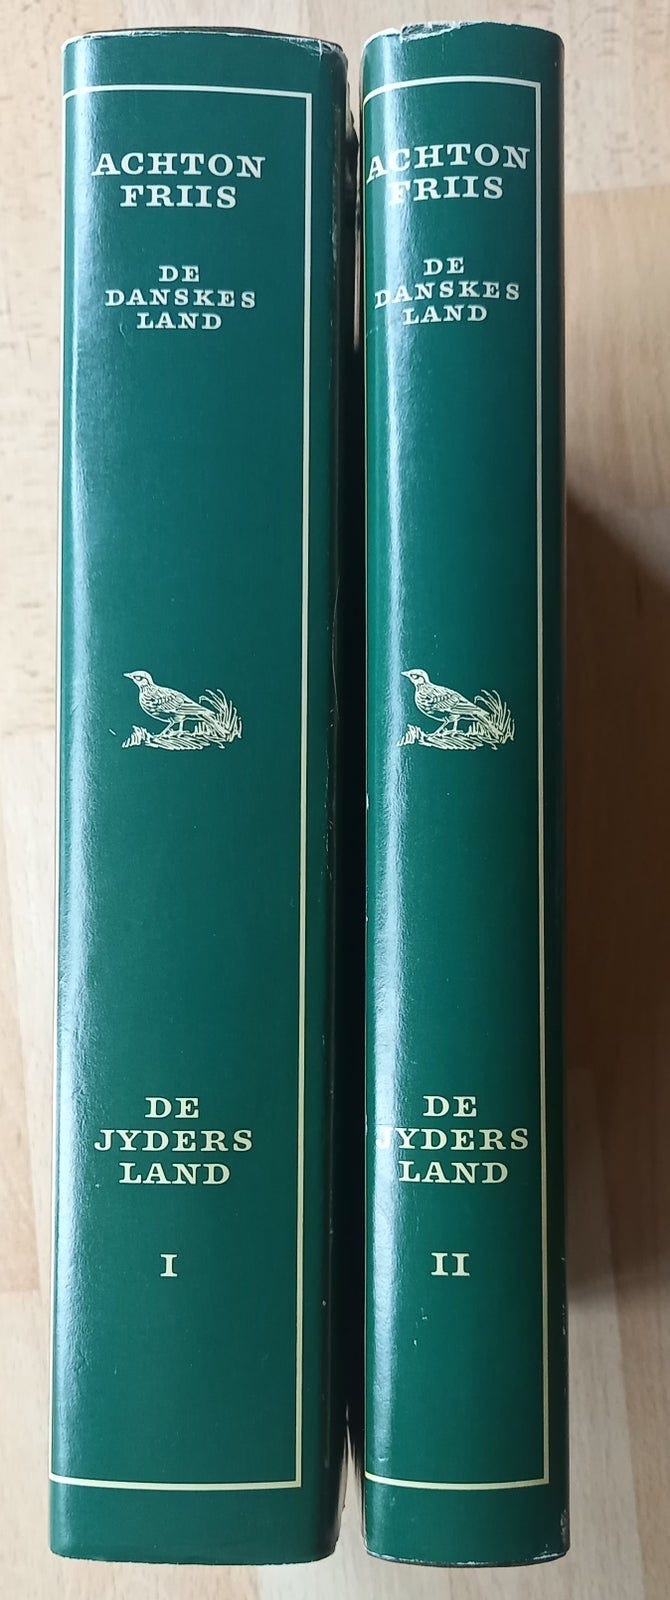 ACHTON
FRIIS
DE
DANSKES
LAND
DE
JYDERS
LAND
I
ACHTON
FRIIS
DE
DANSKES
LAND
DE
JYDERS
LAND
II